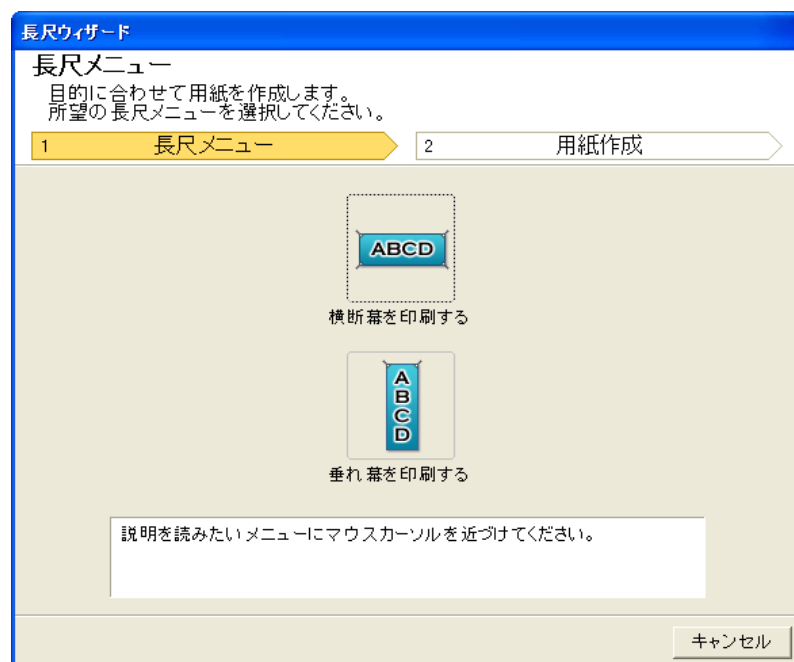 長尺ウィザード
長尺メニュー
目的に合わせて用紙を作成します。
所望の長尺メニューを選択してください。
1 長尺メニュー 2 用紙作成
ABCD
横断幕を印刷する
A
B
C
D
垂れ幕を印刷する
説明を読みたいメニューにマウスカーソルを近づけてください。
キャンセル